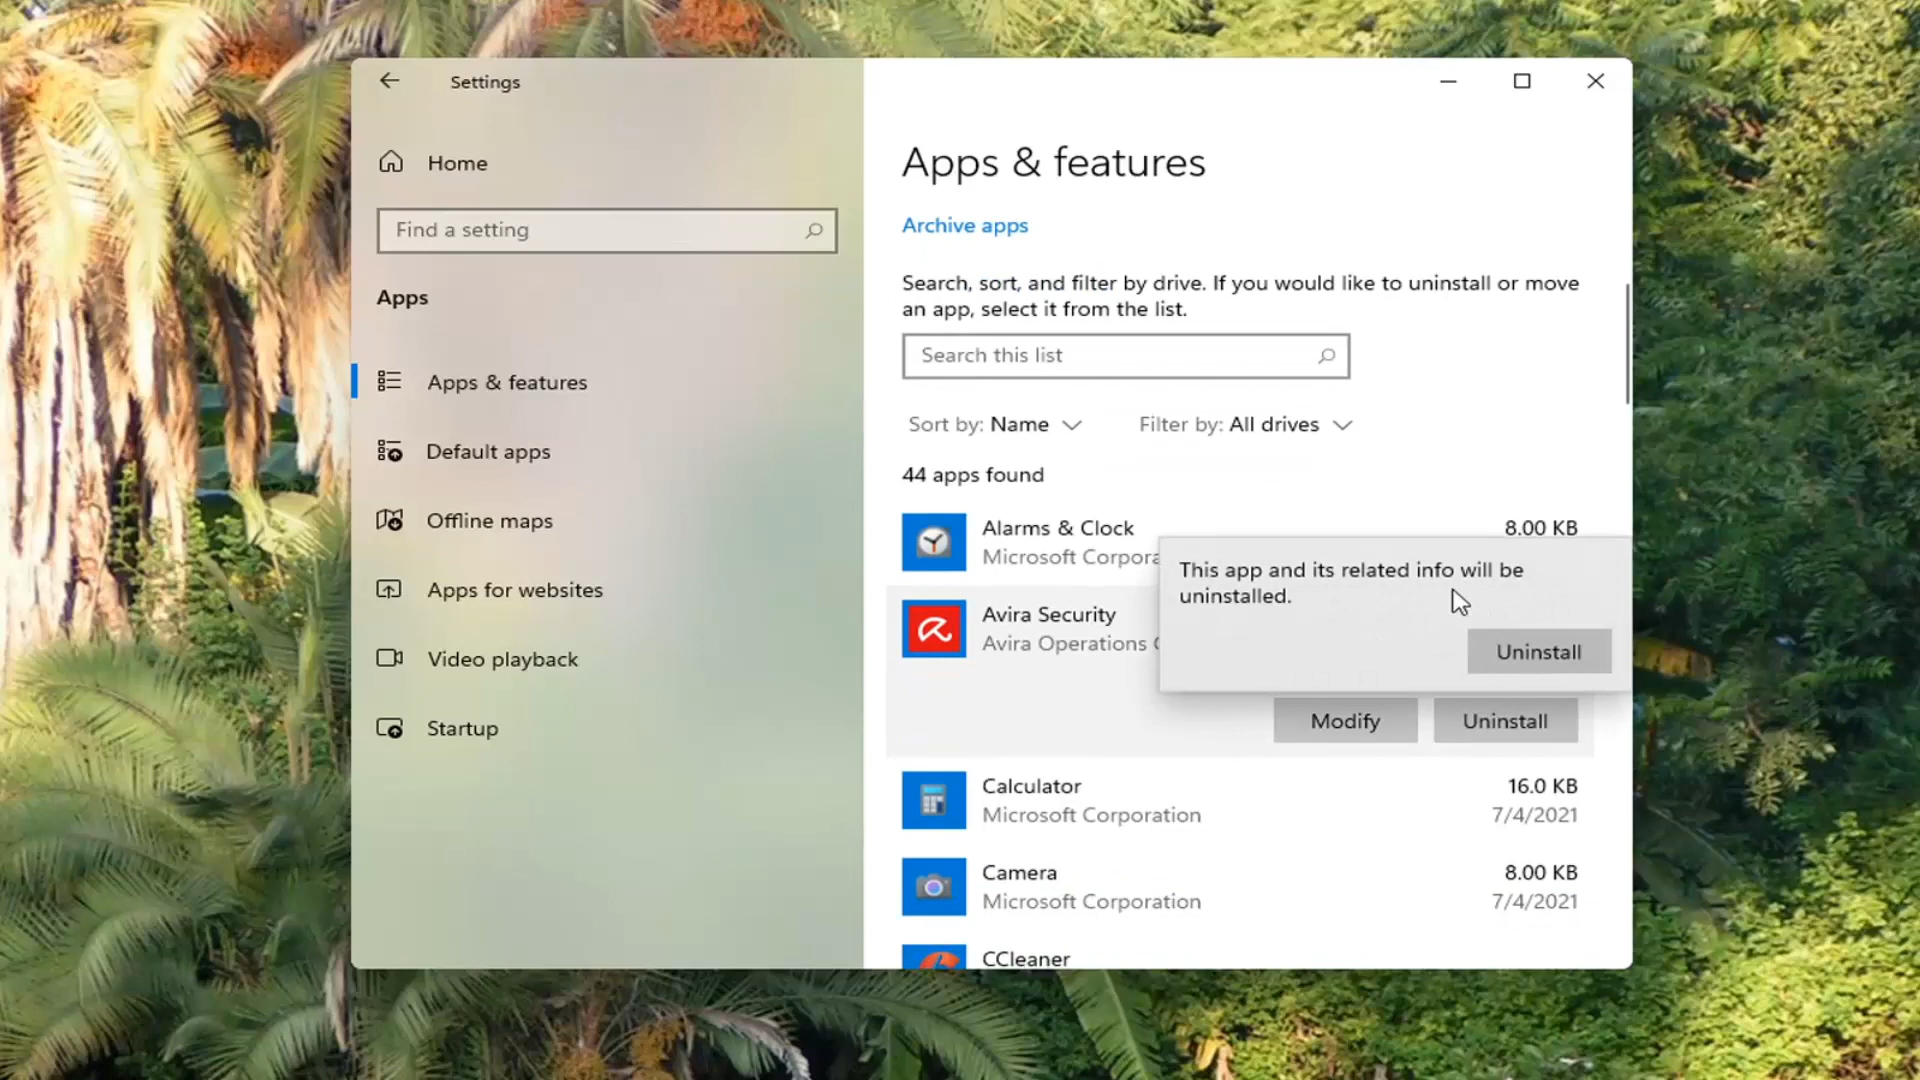 Settings
Home
Find a setting
Apps
Apps & features
Default apps
Offline maps
Apps for websites
Video playback
Startup
Apps & features
Archive apps
Search, sort, and filter by drive. If you would like to uninstall or move
an app, select it from the list.
Search this list
Sort by: Name
Filter by: All drives
44 apps found
Alarms & Clock
8.00 KB
Microsoft Corpora
This app and its related info will be
uninstalled.
Uninstall
Avira Security
Avira Operations
Modify
Uninstall
Calculator
16.0 KB
Microsoft Corporation
7/4/2021
Camera
8.00 KB
Microsoft Corporation
7/4/2021
CCleaner